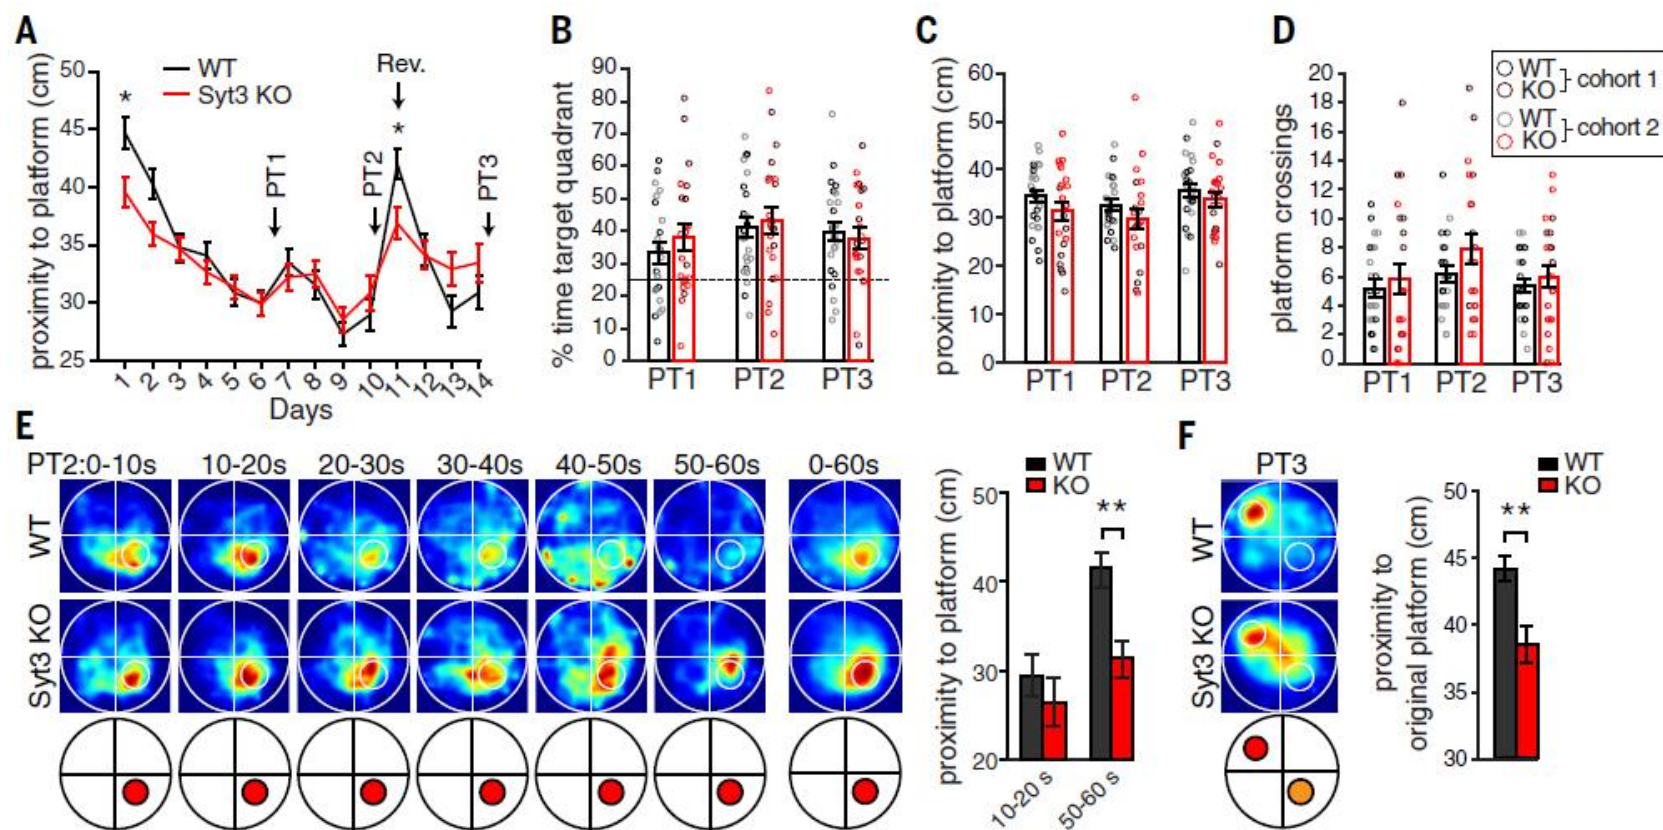 A
proximity to platform (cm)
50
45
40
35
30
25
WT
Syt3 KO
*
PT1
PT2
Rev.
*
PT3
1 2 3 4 5 6 7 8 9 10 11 12 13 14
Days
B
% time target quadrant
90
80
70
60
50
40
30
20
10
0
PT1 PT2 PT3
C
proximity to platform (cm)
60
50
40
30
20
10
0
PT1 PT2 PT3
D
platform crossings
20
18
16
14
12
10
8
6
4
2
0
PT1 PT2 PT3
WT
KO
cohort 1
WT
KO
cohort 2
E
PT2:0-10s 10-20s 20-30s 30-40s 40-50s 50-60s 0-60s
WT
Syt3 KO
WT
KO
proximity to platform (cm)
50
40
30
20
**
10-20 s 50-60 s
F
PT3
WT
Syt3 KO
WT
KO
proximity to
original platform (cm)
50
45
40
35
30
**